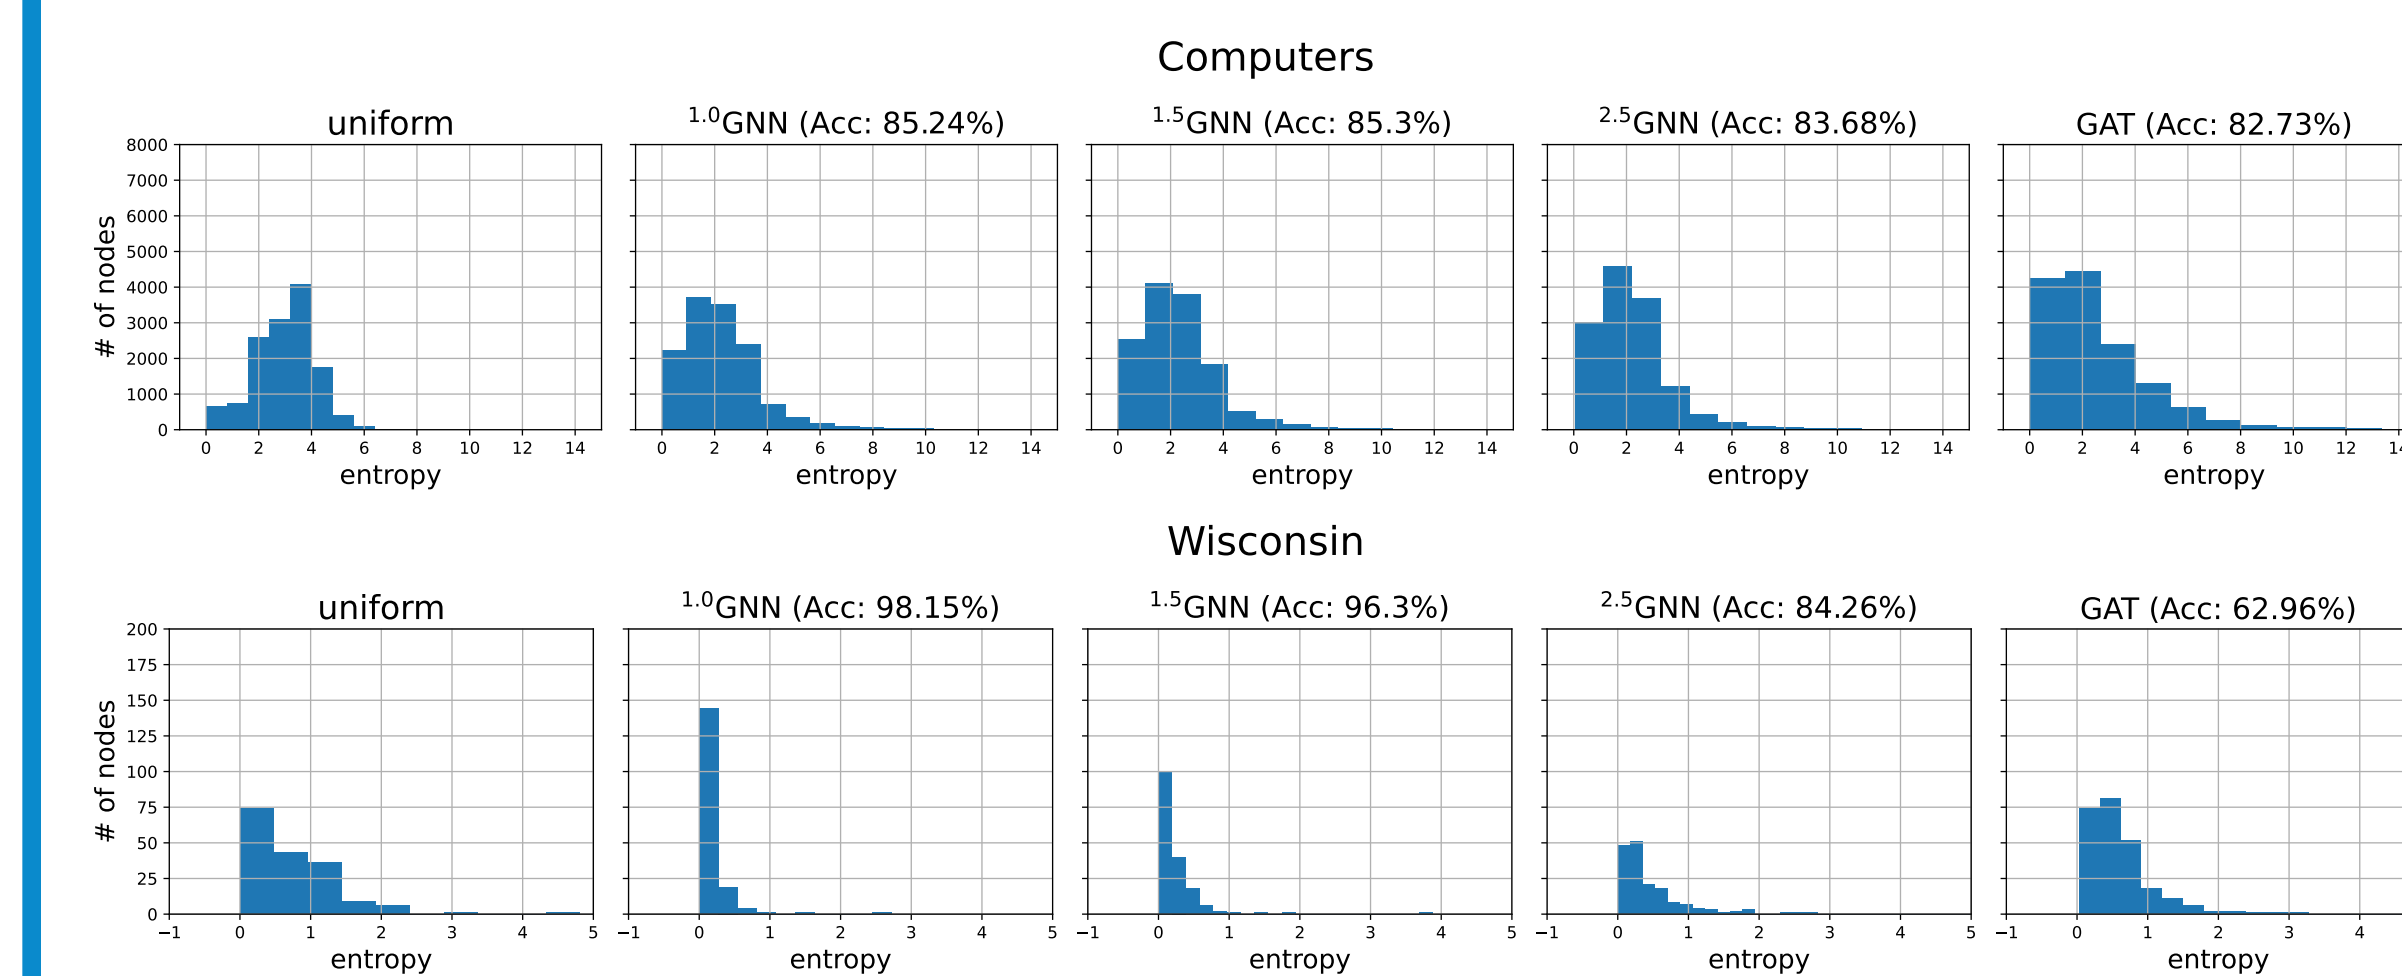 Computers
uniform
1.0GNN (Acc: 85.24%)
1.5GNN (Acc: 85.3%)
2.5GNN (Acc: 83.68%)
GAT (Acc: 82.73%)
# of nodes
8000
7000
6000
5000
4000
3000
2000
1000
0
0 2 4 6 8 10 12 14
0 2 4 6 8 10 12 14
0 2 4 6 8 10 12 14
0 2 4 6 8 10 12 14
0 2 4 6 8 10 12
entropy
entropy
entropy
entropy
entropy
Wisconsin
uniform
1.0GNN (Acc: 98.15%)
1.5GNN (Acc: 96.3%)
2.5GNN (Acc: 84.26%)
GAT (Acc: 62.96%)
# of nodes
200
175
150
125
100
75
50
25
0
−1 0 1 2 3 4 5
−1 0 1 2 3 4 5
−1 0 1 2 3 4 5
−1 0 1 2 3 4 5
−1 0 1 2 3 4
entropy
entropy
entropy
entropy
entropy